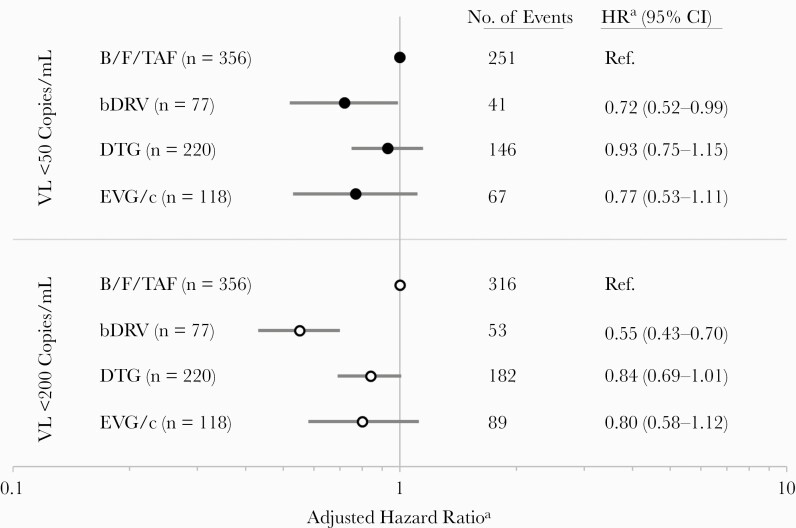 No. of Events HRᵃ (95% CI)
VL <50 Copies/mL
B/F/TAF (n = 356) 251 Ref.
bDRV (n = 77) 41 0.72 (0.52–0.99)
DTG (n = 220) 146 0.93 (0.75–1.15)
EVG/c (n = 118) 67 0.77 (0.53–1.11)
VL <200 Copies/mL
B/F/TAF (n = 356) 316 Ref.
bDRV (n = 77) 53 0.55 (0.43–0.70)
DTG (n = 220) 182 0.84 (0.69–1.01)
EVG/c (n = 118) 89 0.80 (0.58–1.12)
0.1 1 10
Adjusted Hazard Ratioᵃ